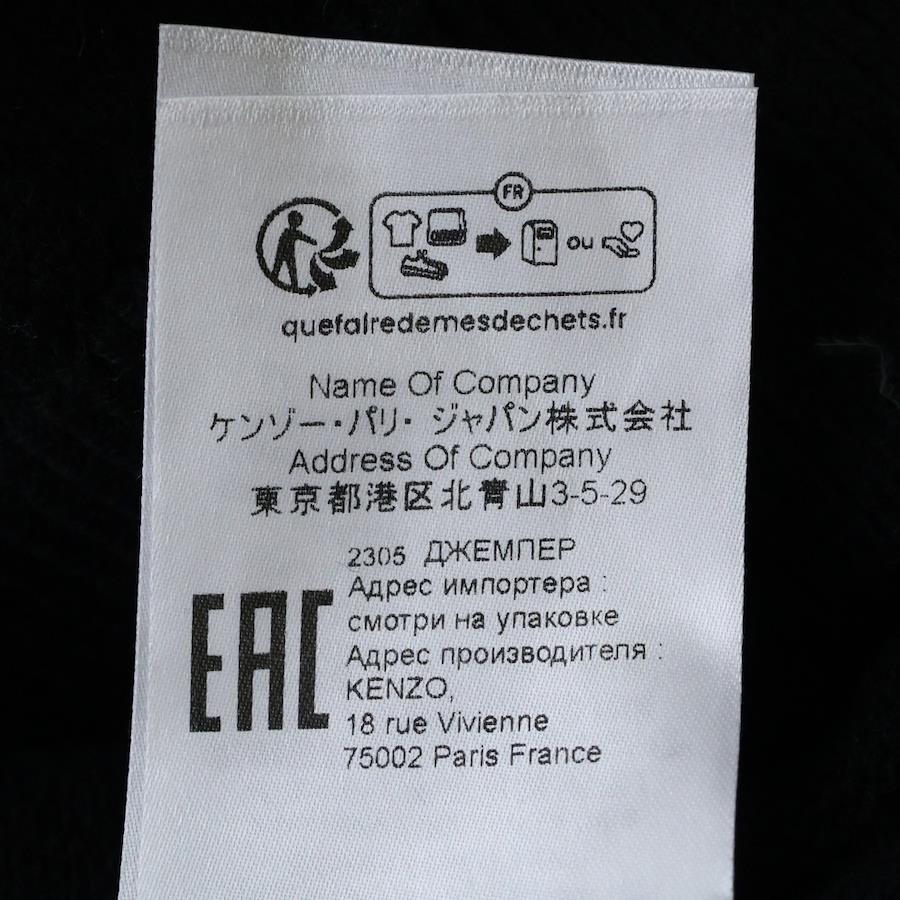 FR
ou
quefairedemesdechets.fr
Name Of Company
ケンゾー・パリ・ ジャパン株式会社
Address Of Company
東京都港区北青山3-5-29
2305 ДЖЕМПЕР
Адрес импортера :
смотри на упаковке
Адрес производителя :
EAC
KENZO,
18 rue Vivienne
75002 Paris France